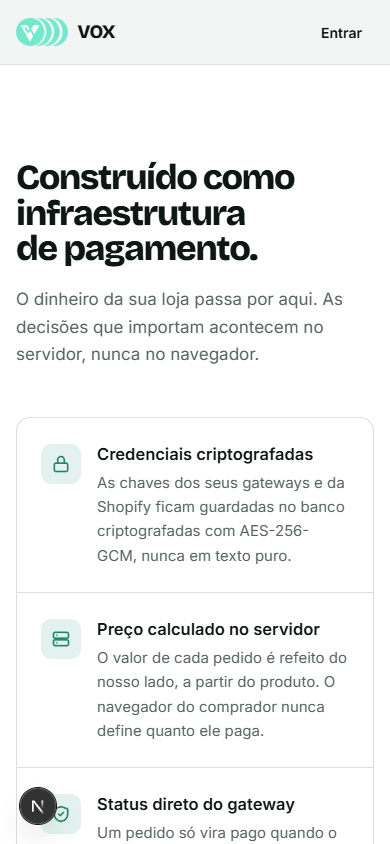 VOX
Entrar
Construído como
infraestrutura
de pagamento.
O dinheiro da sua loja passa por aqui. As
decisões que importam acontecem no
servidor, nunca no navegador.
Credenciais criptografadas
As chaves dos seus gateways e da
Shopify ficam guardadas no banco
criptografadas com AES-256-
GCM, nunca em texto puro.
Preço calculado no servidor
O valor de cada pedido é refeito do
nosso lado, a partir do produto. O
navegador do comprador nunca
define quanto ele paga.
N
Status direto do gateway
Um pedido só vira pago quando o